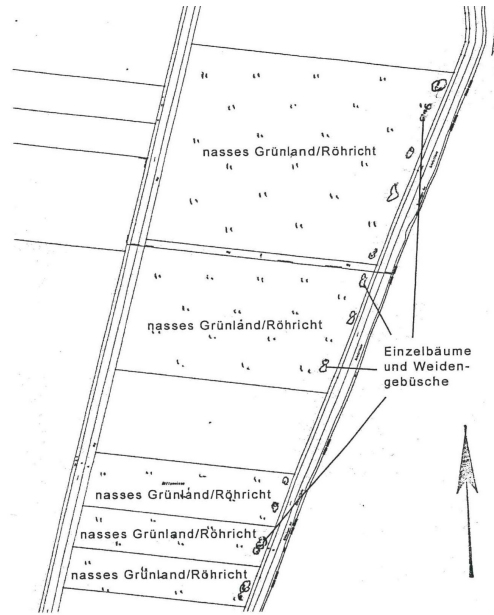 nasses Grünland/Röhricht
nasses Grünland/Röhricht
Einzelbäume
und Weiden-
gebüsche
nasses Grünland/Röhricht
nasses Grünland/Röhricht
nasses Grünland/Röhricht